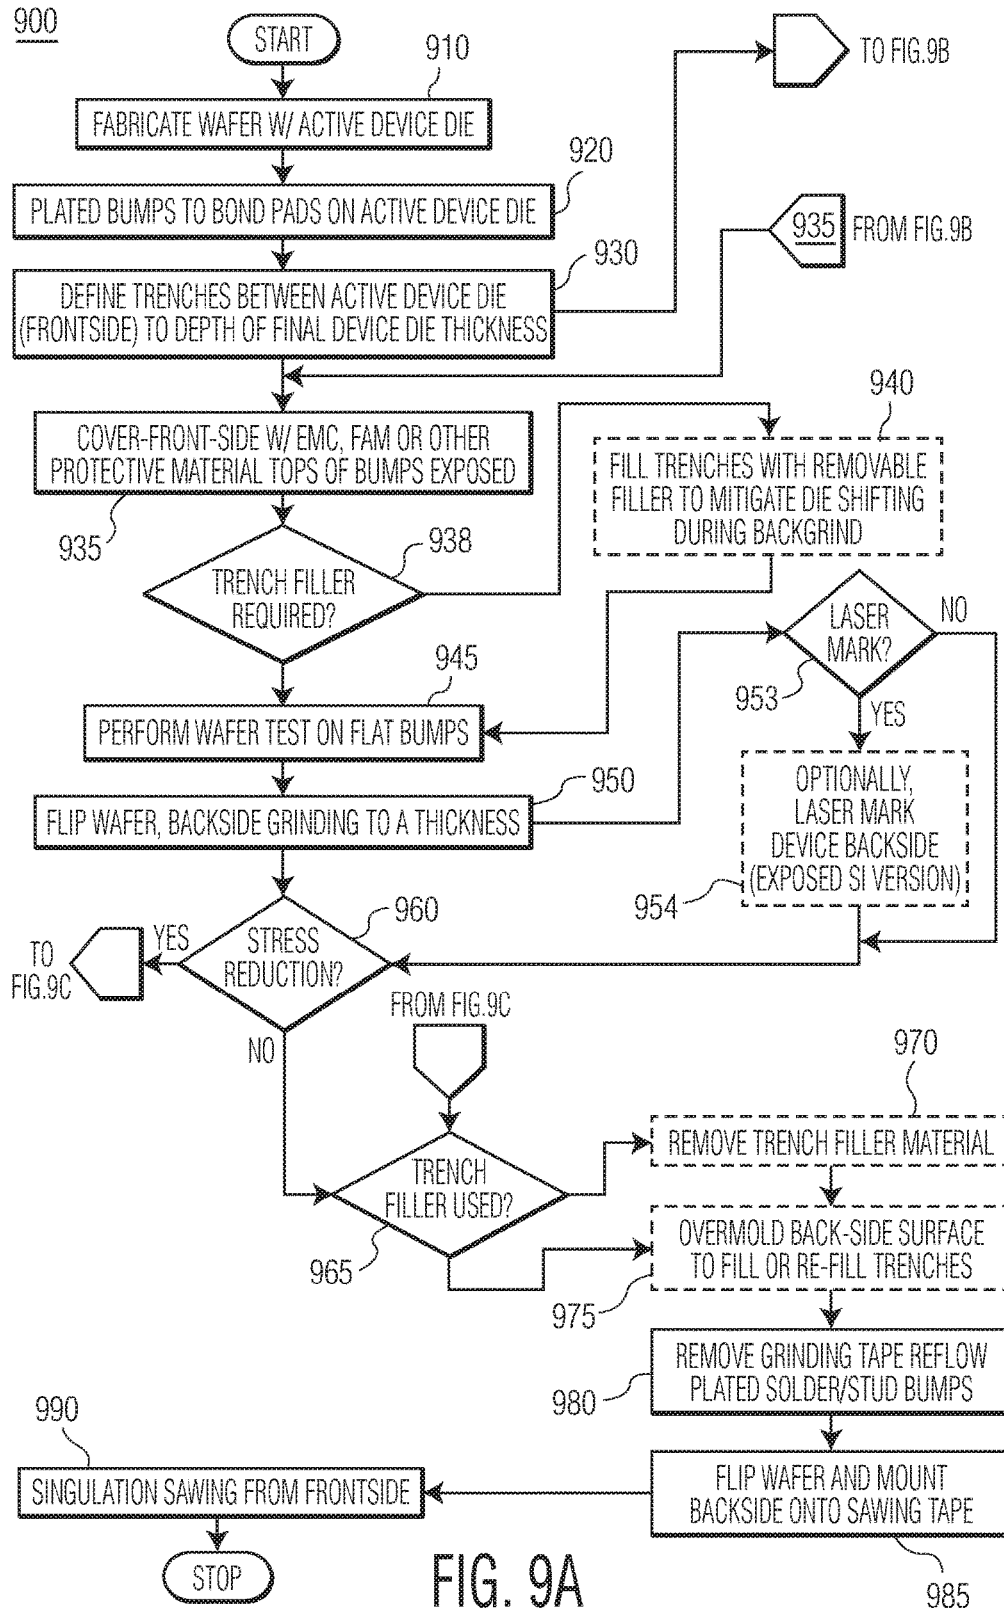 900
START
910
FABRICATE WAFER W/ ACTIVE DEVICE DIE
TO FIG.9B
920
PLATED BUMPS TO BOND PADS ON ACTIVE DEVICE DIE
935
FROM FIG.9B
930
DEFINE TRENCHES BETWEEN ACTIVE DEVICE DIE
(FRONTSIDE) TO DEPTH OF FINAL DEVICE DIE THICKNESS
COVER-FRONT-SIDE W/ EMC, FAM OR OTHER
PROTECTIVE MATERIAL TOPS OF BUMPS EXPOSED
935
940
FILL TRENCHES WITH REMOVABLE
FILLER TO MITIGATE DIE SHIFTING
DURING BACKGRIND
938
TRENCH FILLER
REQUIRED?
945
PERFORM WAFER TEST ON FLAT BUMPS
LASER
MARK?
NO
953
YES
950
FLIP WAFER, BACKSIDE GRINDING TO A THICKNESS
OPTIONALLY,
LASER MARK
DEVICE BACKSIDE
(EXPOSED SI VERSION)
954
960
STRESS
REDUCTION?
YES
TO
FIG.9C
NO
FROM FIG.9C
TRENCH
FILLER USED?
965
970
REMOVE TRENCH FILLER MATERIAL
OVERMOLD BACK-SIDE SURFACE
TO FILL OR RE-FILL TRENCHES
975
REMOVE GRINDING TAPE REFLOW
PLATED SOLDER/STUD BUMPS
980
FLIP WAFER AND MOUNT
BACKSIDE ONTO SAWING TAPE
985
990
SINGULATION SAWING FROM FRONTSIDE
STOP
FIG. 9A